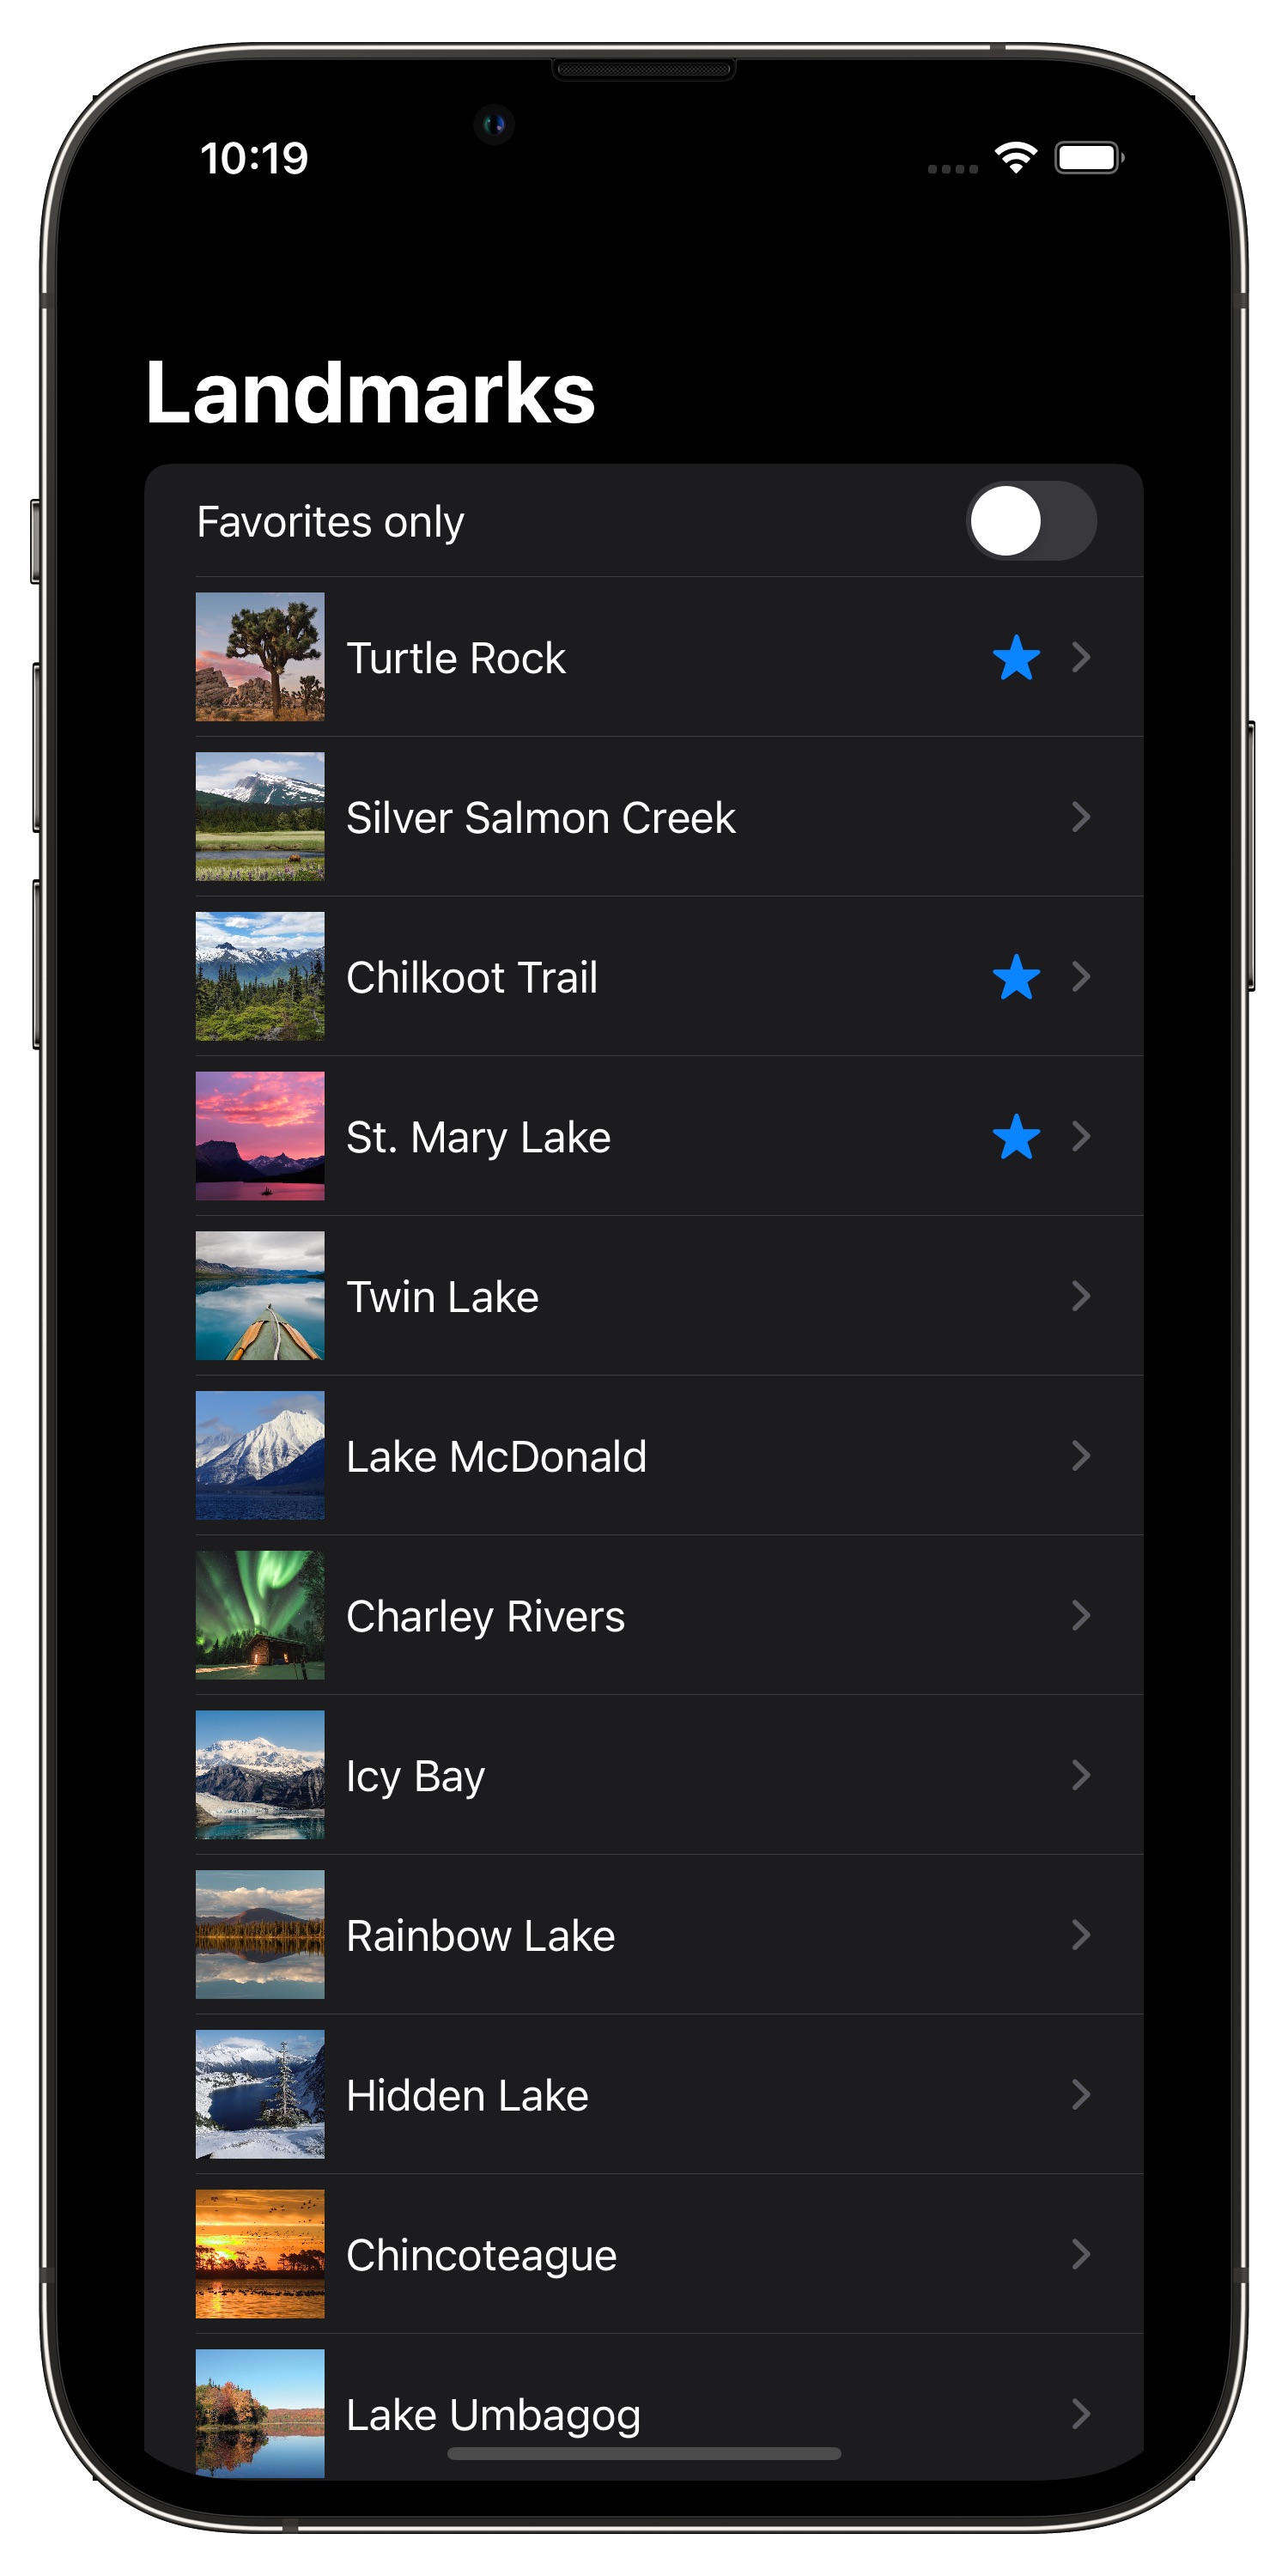 10:19
Landmarks
Favorites only
Turtle Rock
Silver Salmon Creek
Chilkoot Trail
St. Mary Lake
Twin Lake
Lake McDonald
Charley Rivers
Icy Bay
Rainbow Lake
Hidden Lake
Chincoteague
Lake Umbagog